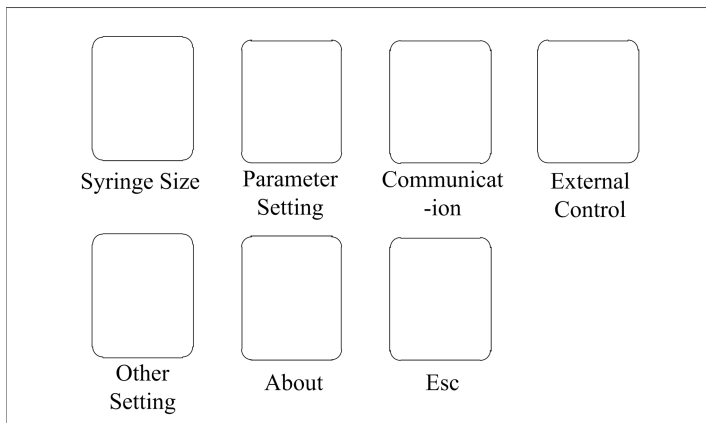 Syringe Size
Parameter
Setting
Communicat
-ion
External
Control
Other
Setting
About
Esc